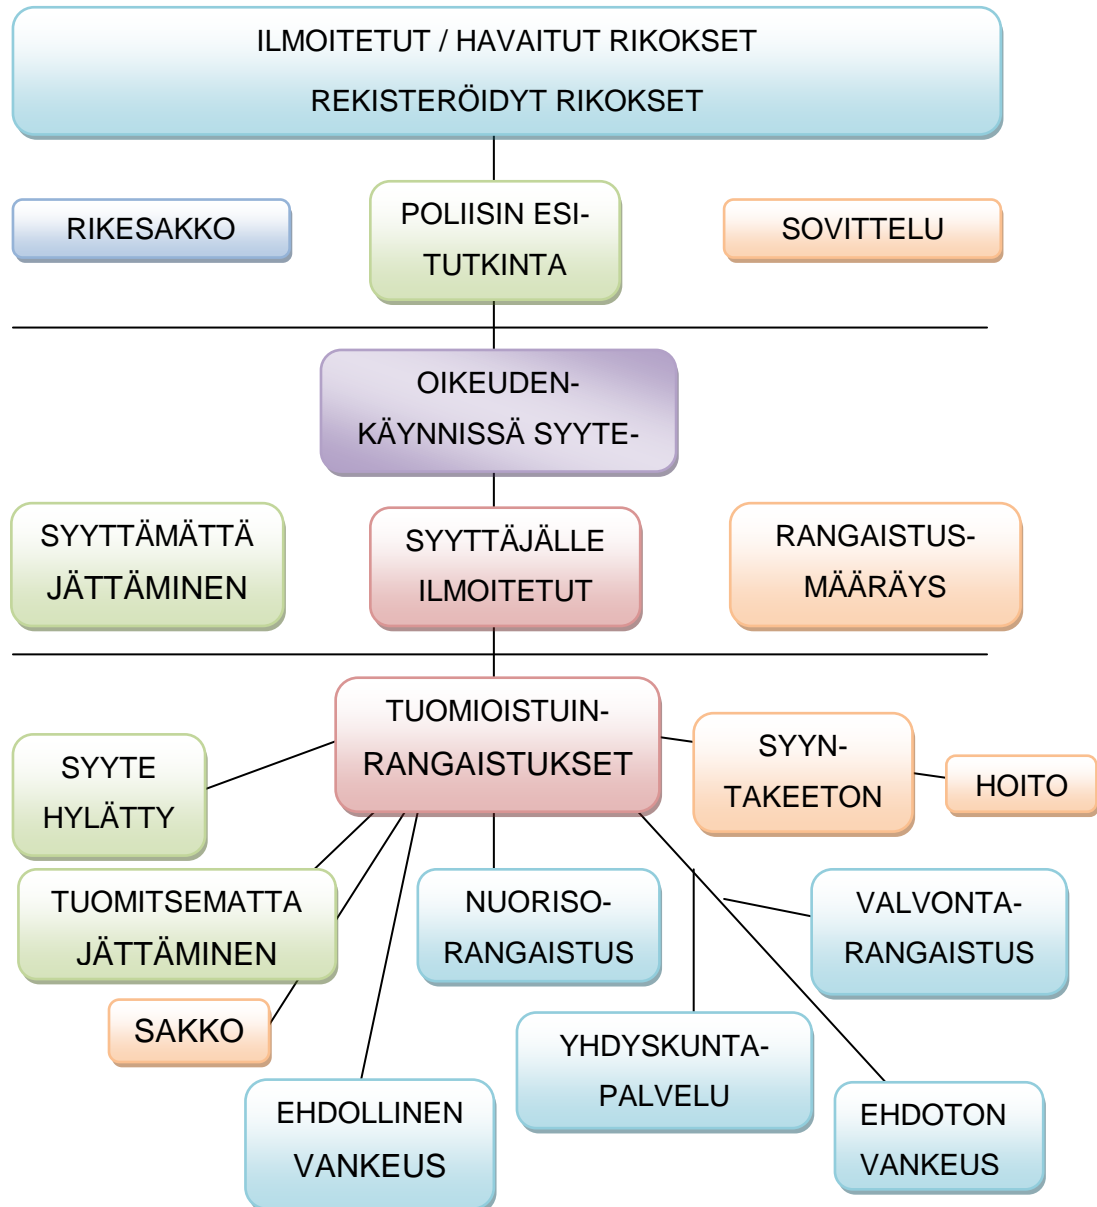 ILMOITETUT / HAVAITUT RIKOKSET
REKISTERÖIDYT RIKOKSET
RIKESAKKO
POLIISIN ESI-
TUTKINTA
SOVITTELU
OIKEUDEN-
KÄYNNISSÄ SYYTE-
SYYTTÄMÄTTÄ
JÄTTÄMINEN
SYYTTÄJÄLLE
ILMOITETUT
RANGAISTUS-
MÄÄRÄYS
TUOMIOISTUIN-
RANGAISTUKSET
SYYTE
HYLÄTTY
SYYN-
TAKEETON
HOITO
TUOMITSEMATTA
JÄTTÄMINEN
NUORISO-
RANGAISTUS
VALVONTA-
RANGAISTUS
SAKKO
YHDYSKUNTA-
PALVELU
EHDOLLINEN
VANKEUS
EHDOTON
VANKEUS